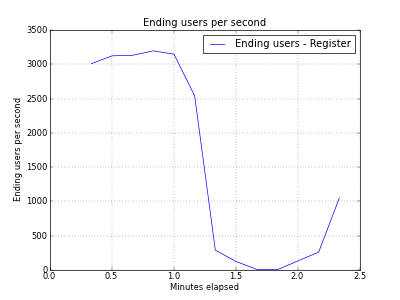 Ending users per second
Ending users - Register
Ending users per second
3500
3000
2500
2000
1500
1000
500
0
0.0 0.5 1.0 1.5 2.0 2.5
Minutes elapsed